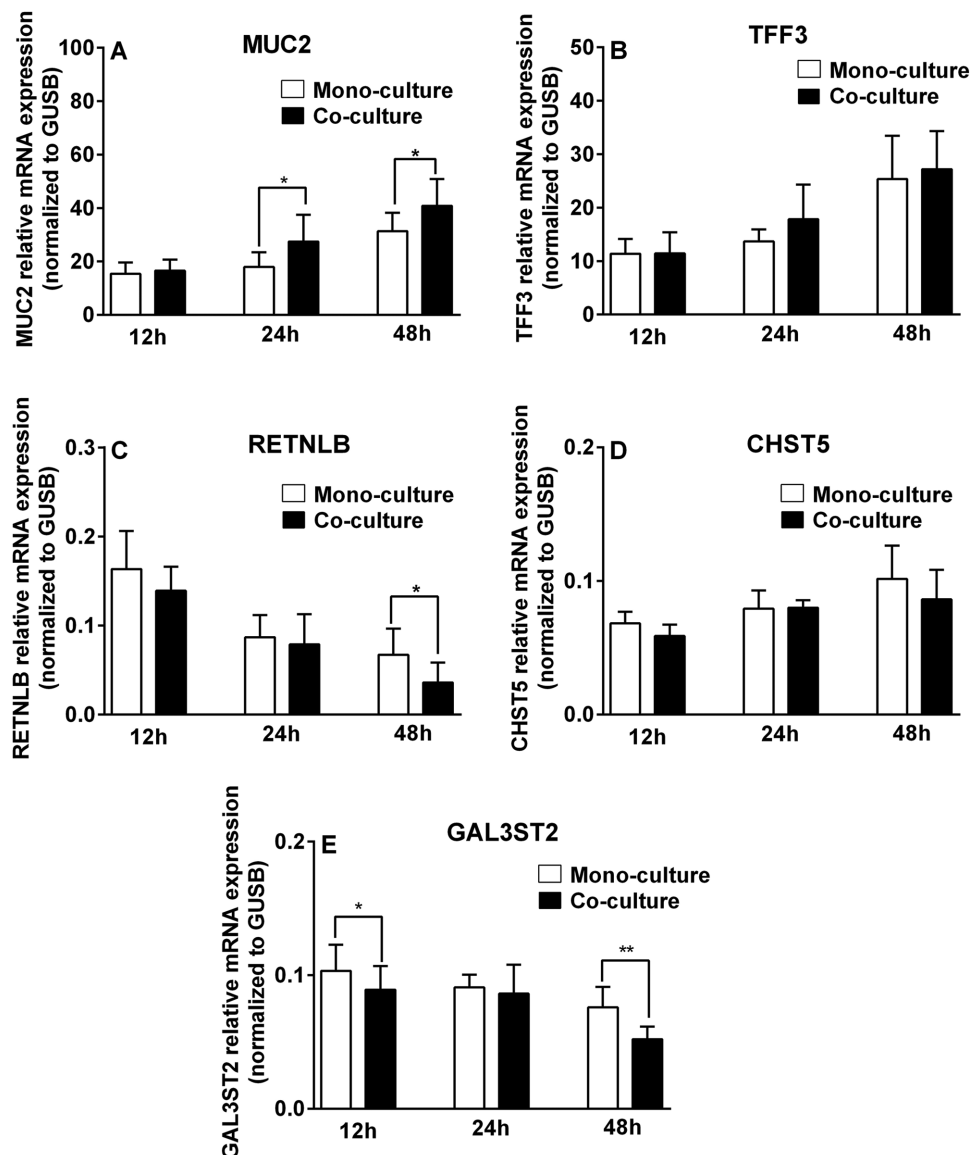 A
MUC2
MUC2 relative mRNA expression
(normalized to GUSB)
100
80
60
40
20
0
Mono-culture
Co-culture
*
*
12h
24h
48h
B
TFF3
TFF3 relative mRNA expression
(normalized to GUSB)
50
40
30
20
10
0
Mono-culture
Co-culture
12h
24h
48h
C
RETNLB
RETNLB relative mRNA expression
(normalized to GUSB)
0.3
0.2
0.1
0.0
Mono-culture
Co-culture
*
12h
24h
48h
D
CHST5
CHST5 relative mRNA expression
(normalized to GUSB)
0.2
0.1
0.0
Mono-culture
Co-culture
12h
24h
48h
E
GAL3ST2
GAL3ST2 relative mRNA expression
(normalized to GUSB)
0.2
0.1
0.0
Mono-culture
Co-culture
*
**
12h
24h
48h